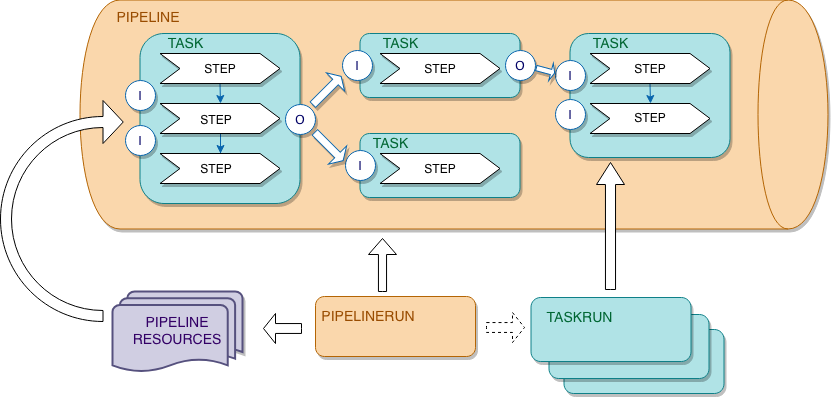 PIPELINE
TASK
STEP
STEP
STEP
I
I
O
TASK
I
STEP
O
TASK
I
STEP
TASK
I
I
STEP
STEP
PIPELINE
RESOURCES
PIPELINERUN
TASKRUN